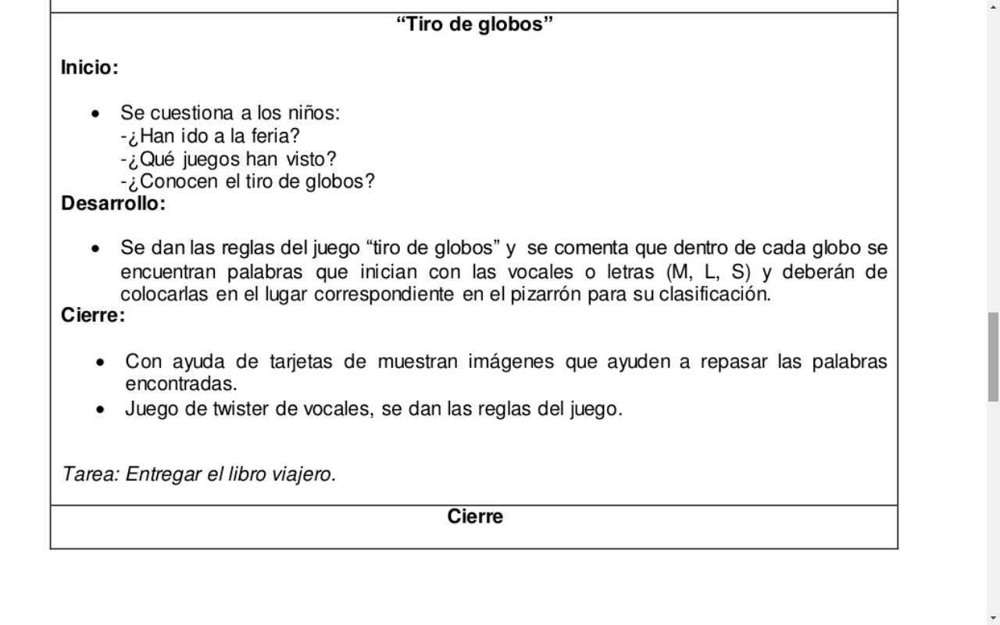 “Tiro de globos”
Inicio:
• Se cuestiona a los niños:
-¿Han ido a la feria?
-¿Qué juegos han visto?
-¿Conocen el tiro de globos?
Desarrollo:
• Se dan las reglas del juego “tiro de globos” y se comenta que dentro de cada globo se
encuentran palabras que inician con las vocales o letras (M, L, S) y deberán de
colocarlas en el lugar correspondiente en el pizarrón para su clasificación.
Cierre:
• Con ayuda de tarjetas de muestran imágenes que ayuden a repasar las palabras
encontradas.
• Juego de twister de vocales, se dan las reglas del juego.
Tarea: Entregar el libro viajero.
Cierre